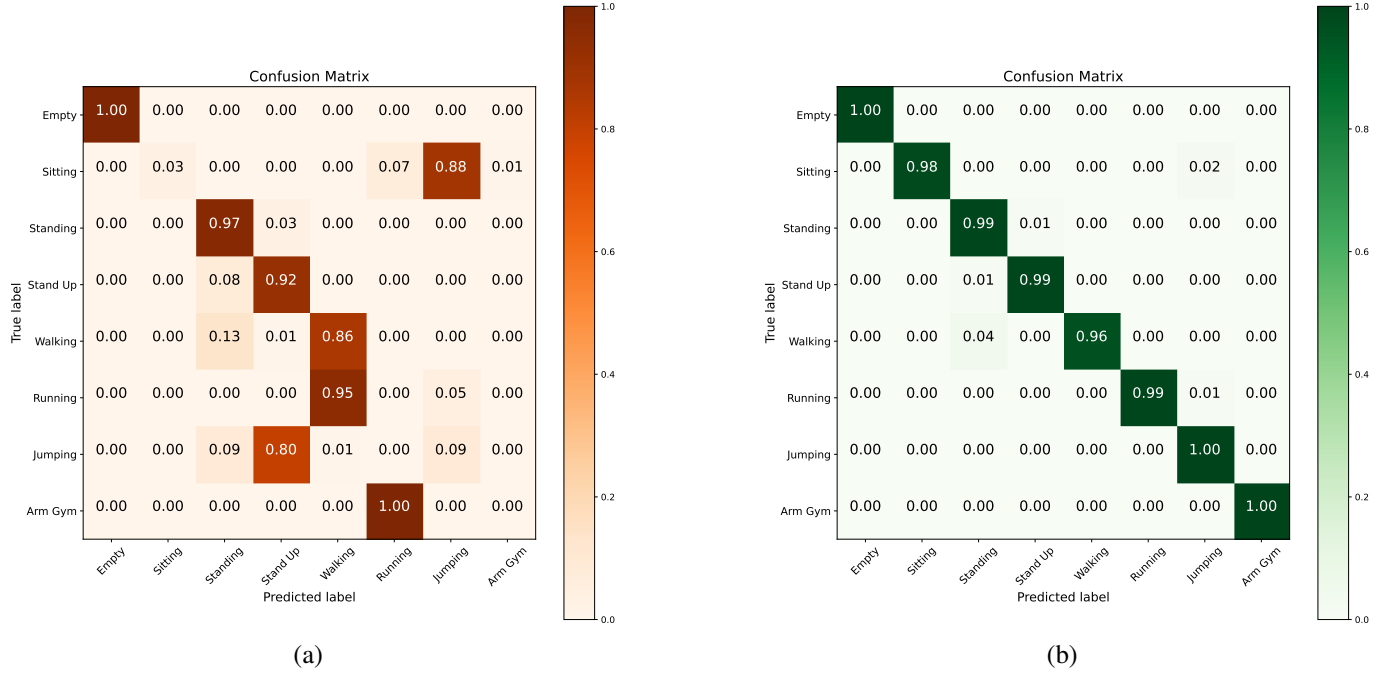 Confusion Matrix
True label
Empty 1.00 0.00 0.00 0.00 0.00 0.00 0.00 0.00
Sitting 0.00 0.03 0.00 0.00 0.00 0.07 0.88 0.01
Standing 0.00 0.00 0.97 0.03 0.00 0.00 0.00 0.00
Stand Up 0.00 0.00 0.08 0.92 0.00 0.00 0.00 0.00
Walking 0.00 0.00 0.13 0.01 0.86 0.00 0.00 0.00
Running 0.00 0.00 0.00 0.00 0.95 0.00 0.05 0.00
Jumping 0.00 0.00 0.09 0.80 0.01 0.00 0.09 0.00
Arm Gym 0.00 0.00 0.00 0.00 0.00 1.00 0.00 0.00
Empty Sitting Standing Stand Up Walking Running Jumping Arm Gym
Predicted label
1.0
0.8
0.6
0.4
0.2
0.0
(a)
Confusion Matrix
True label
Empty 1.00 0.00 0.00 0.00 0.00 0.00 0.00 0.00
Sitting 0.00 0.98 0.00 0.00 0.00 0.00 0.02 0.00
Standing 0.00 0.00 0.99 0.01 0.00 0.00 0.00 0.00
Stand Up 0.00 0.00 0.01 0.99 0.00 0.00 0.00 0.00
Walking 0.00 0.00 0.04 0.00 0.96 0.00 0.00 0.00
Running 0.00 0.00 0.00 0.00 0.00 0.99 0.01 0.00
Jumping 0.00 0.00 0.00 0.00 0.00 0.00 1.00 0.00
Arm Gym 0.00 0.00 0.00 0.00 0.00 0.00 0.00 1.00
Empty Sitting Standing Stand Up Walking Running Jumping Arm Gym
Predicted label
1.0
0.8
0.6
0.4
0.2
0.0
(b)